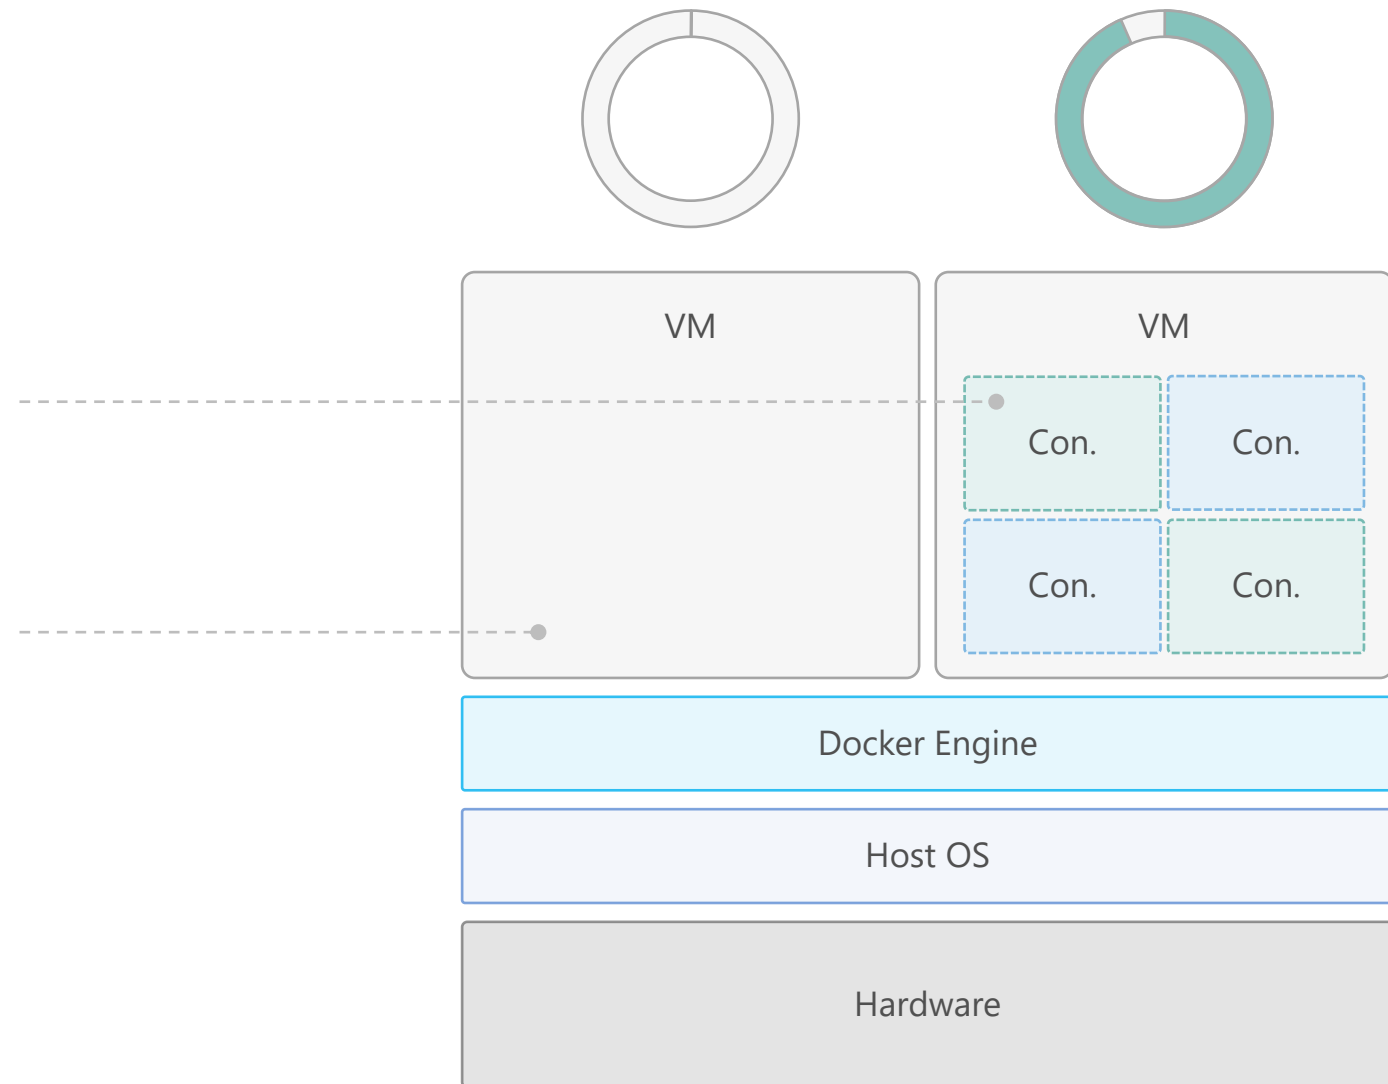 VM
VM
Con.
Con.
Con.
Con.
Docker Engine
Host OS
Hardware